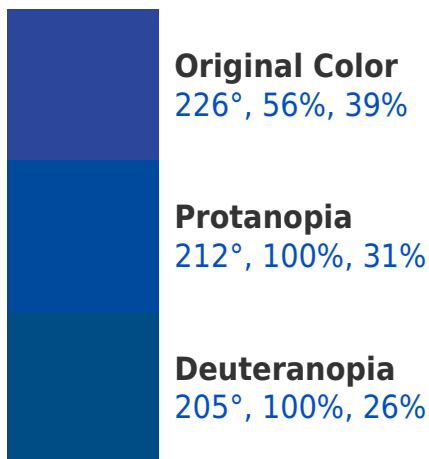 Original Color
226°, 56%, 39%
Protanopia
212°, 100%, 31%
Deuteranopia
205°, 100%, 26%